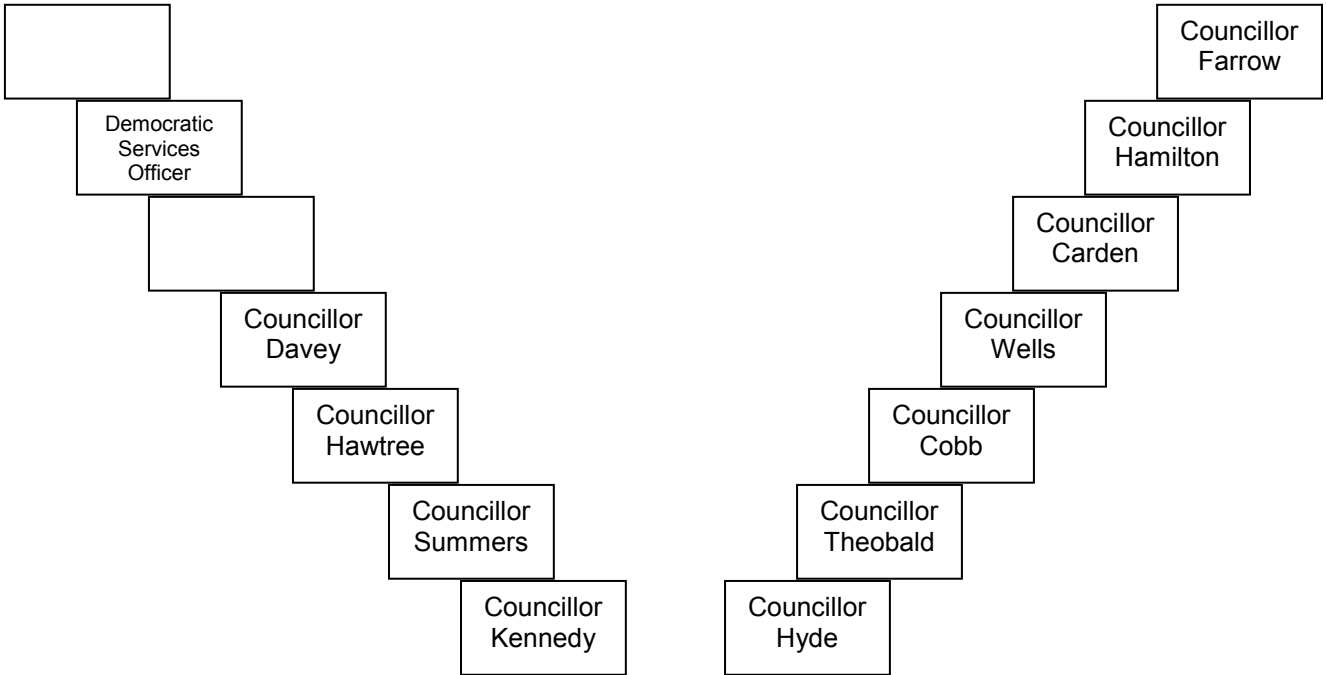 Councillor
Farrow
Democratic
Services
Officer
Councillor
Hamilton
Councillor
Carden
Councillor
Davey
Councillor
Wells
Councillor
Hawtree
Councillor
Cobb
Councillor
Summers
Councillor
Theobald
Councillor
Kennedy
Councillor
Hyde